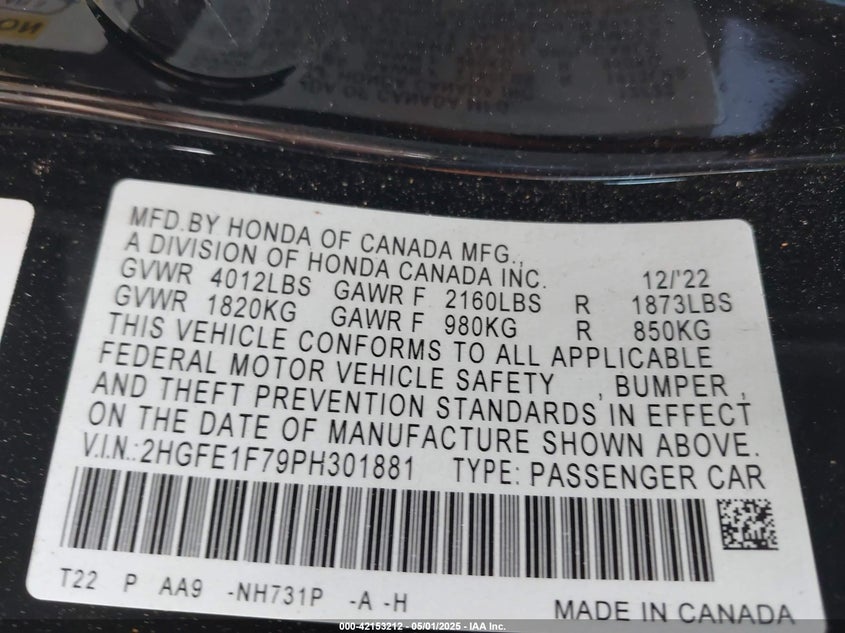 MFD.BY HONDA OF CANADA MFG.,
A DIVISION OF HONDA CANADA INC. 12/'22
GVWR 4012LBS GAWR F 2160LBS R 1873LBS
GVWR 1820KG GAWR F 980KG R 850KG
THIS VEHICLE CONFORMS TO ALL APPLICABLE
FEDERAL MOTOR VEHICLE SAFETY , BUMPER ,
AND THEFT PREVENTION STANDARDS IN EFFECT
ON THE DATE OF MANUFACTURE SHOWN ABOVE.
V.I.N.:2HGFE1F79PH301881 TYPE: PASSENGER CAR
T22 P AA9 -NH731P -A -H
MADE IN CANADA
000-42153212 - 05/01/2025 - IAA Inc.